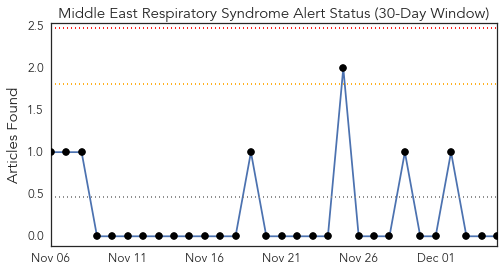 Middle East Respiratory Syndrome Alert Status (30-Day Window)
Articles Found
2.5
2.0
1.5
1.0
0.5
0.0
Nov 06 Nov 11 Nov 16 Nov 21 Nov 26 Dec 01